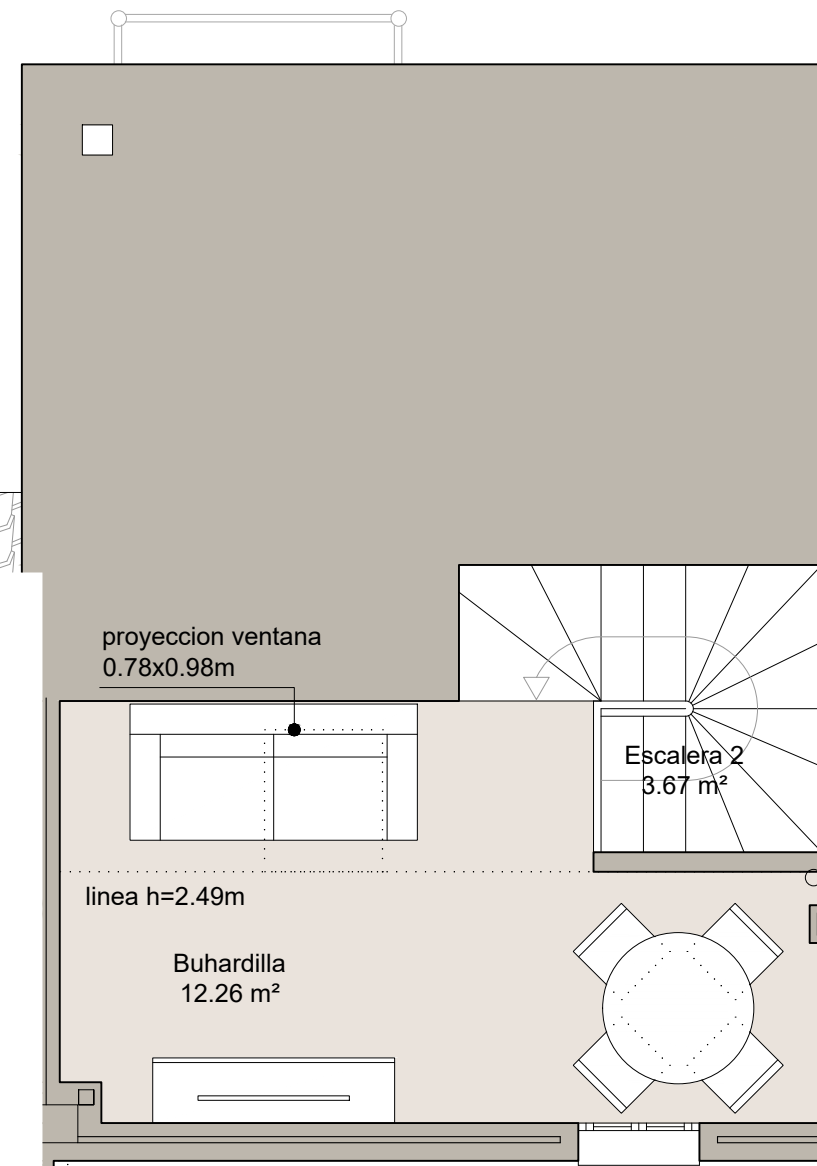 proyeccion ventana
0.78x0.98m
Escalera 2
3.67 m²
linea h=2.49m
Buhardilla
12.26 m²